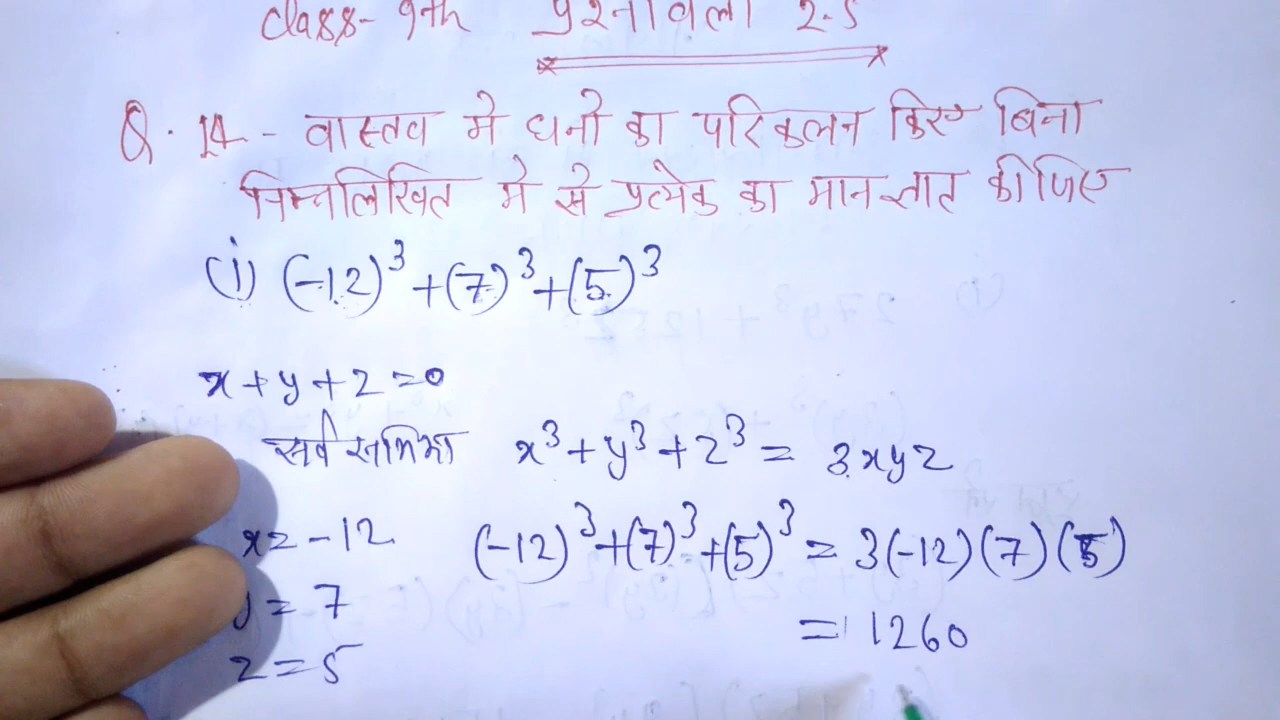 Class- 9th प्रश्नावली 2.5
Q. 14 - वास्तव मे घनो का परिकलन किए बिना
निम्नलिखित मे से प्रत्येक का मान ज्ञात कीजिए
(i) (-12)³ + (7)³ + (5)³
x + y + z = 0
सर्व समिका x³ + y³ + z³ = 3xyz
x = -12 (-12)³ + (7)³ + (5)³ = 3(-12)(7)(5)
y = 7
= 1260
z = 5